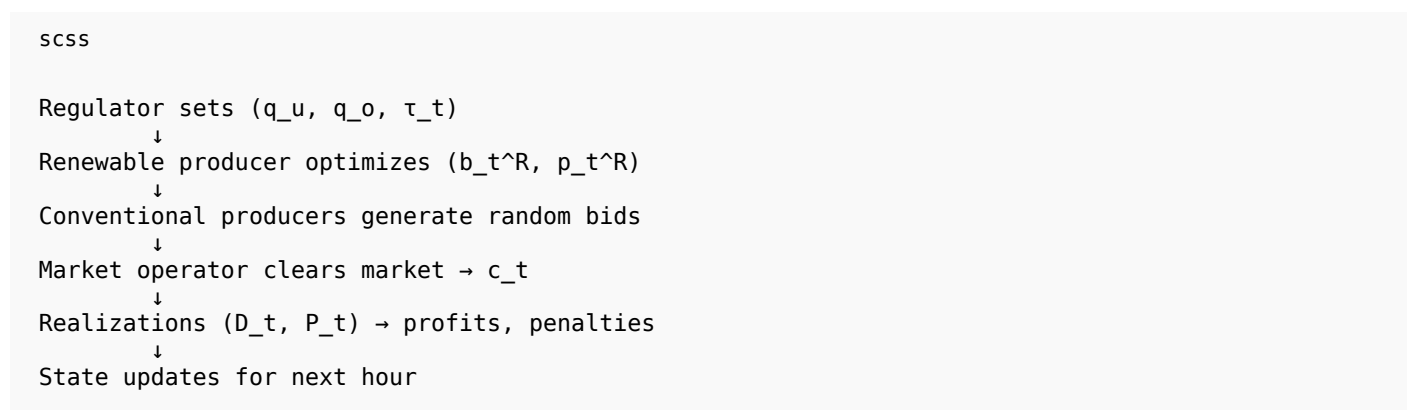 scss
Regulator sets (q_u, q_o, τ_t)
↓
Renewable producer optimizes (b_t^R, p_t^R)
↓
Conventional producers generate random bids
↓
Market operator clears market → c_t
↓
Realizations (D_t, P_t) → profits, penalties
↓
State updates for next hour